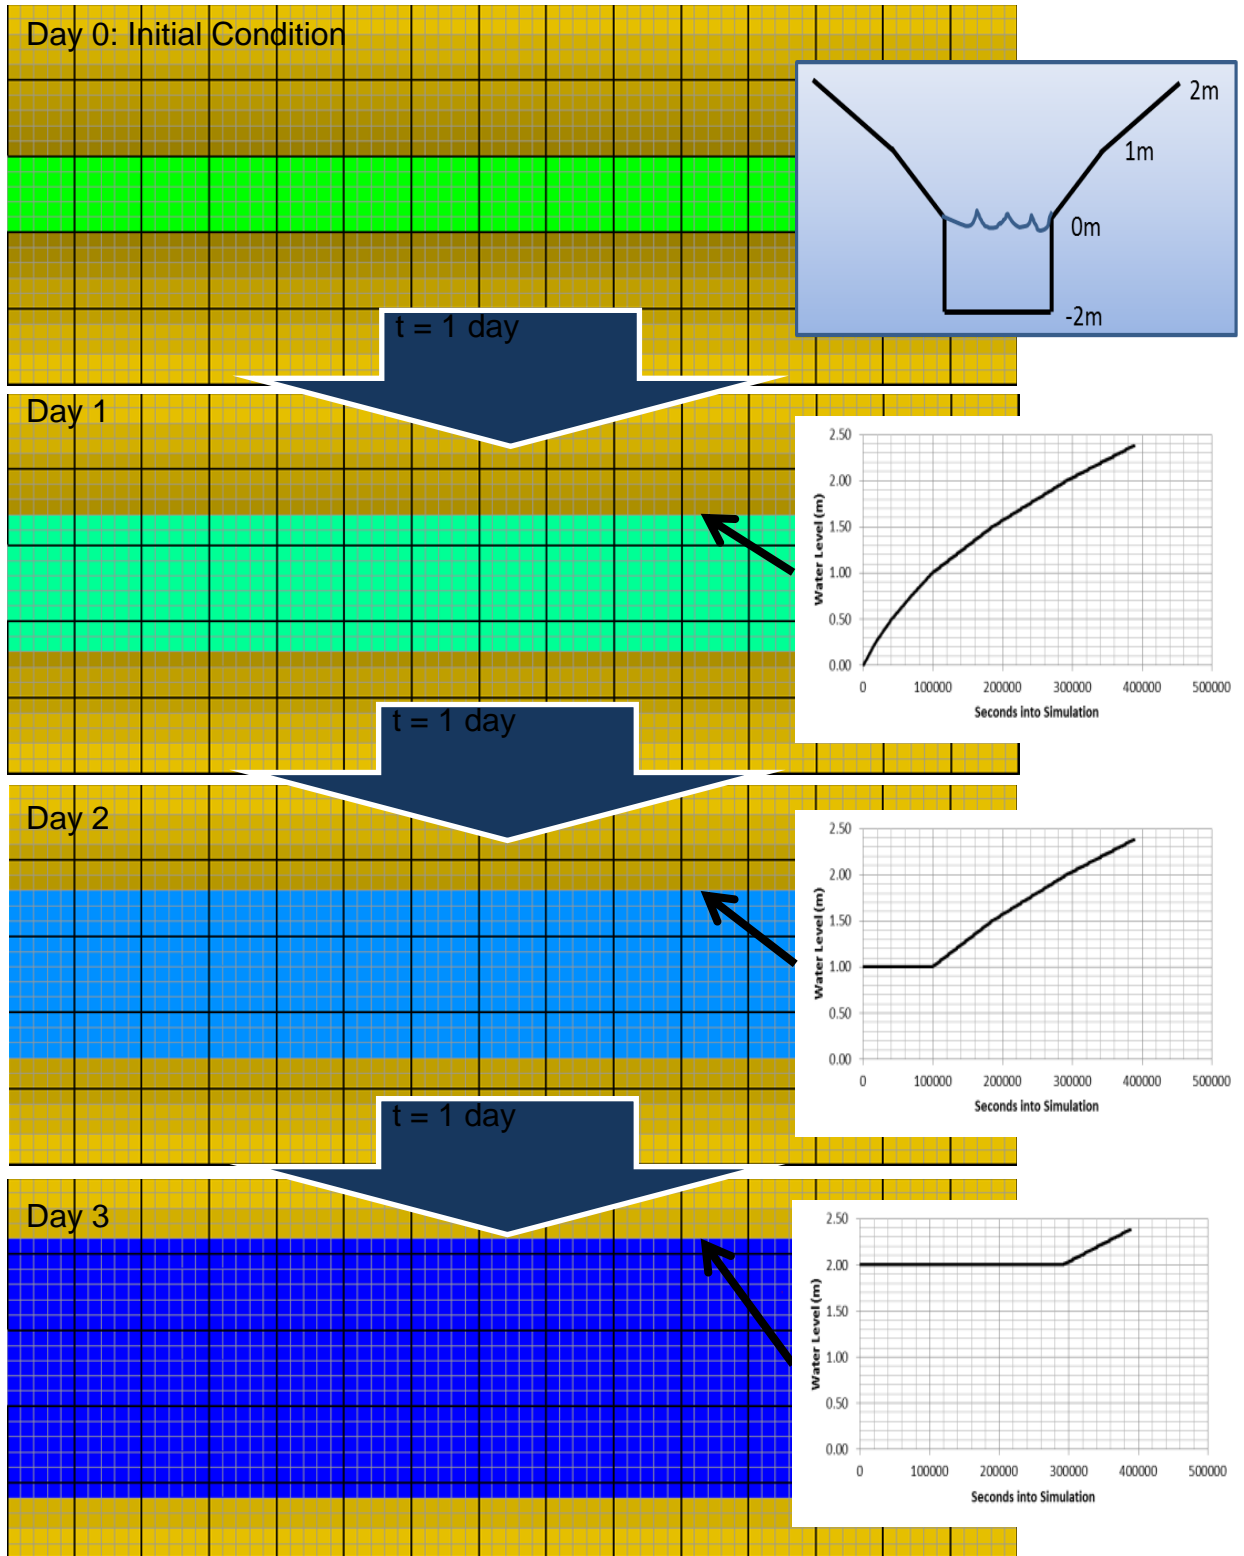 Day 0: Initial Condition
2m
1m
0m
-2m
t = 1 day
Day 1
2.50
2.00
1.50
1.00
0.50
0.00
Water Level (m)
0 100000 200000 300000 400000 500000
Seconds into Simulation
t = 1 day
Day 2
2.50
2.00
1.50
1.00
0.50
0.00
Water Level (m)
0 100000 200000 300000 400000 500000
Seconds into Simulation
t = 1 day
Day 3
2.50
2.00
1.50
1.00
0.50
0.00
Water Level (m)
0 100000 200000 300000 400000 500000
Seconds into Simulation